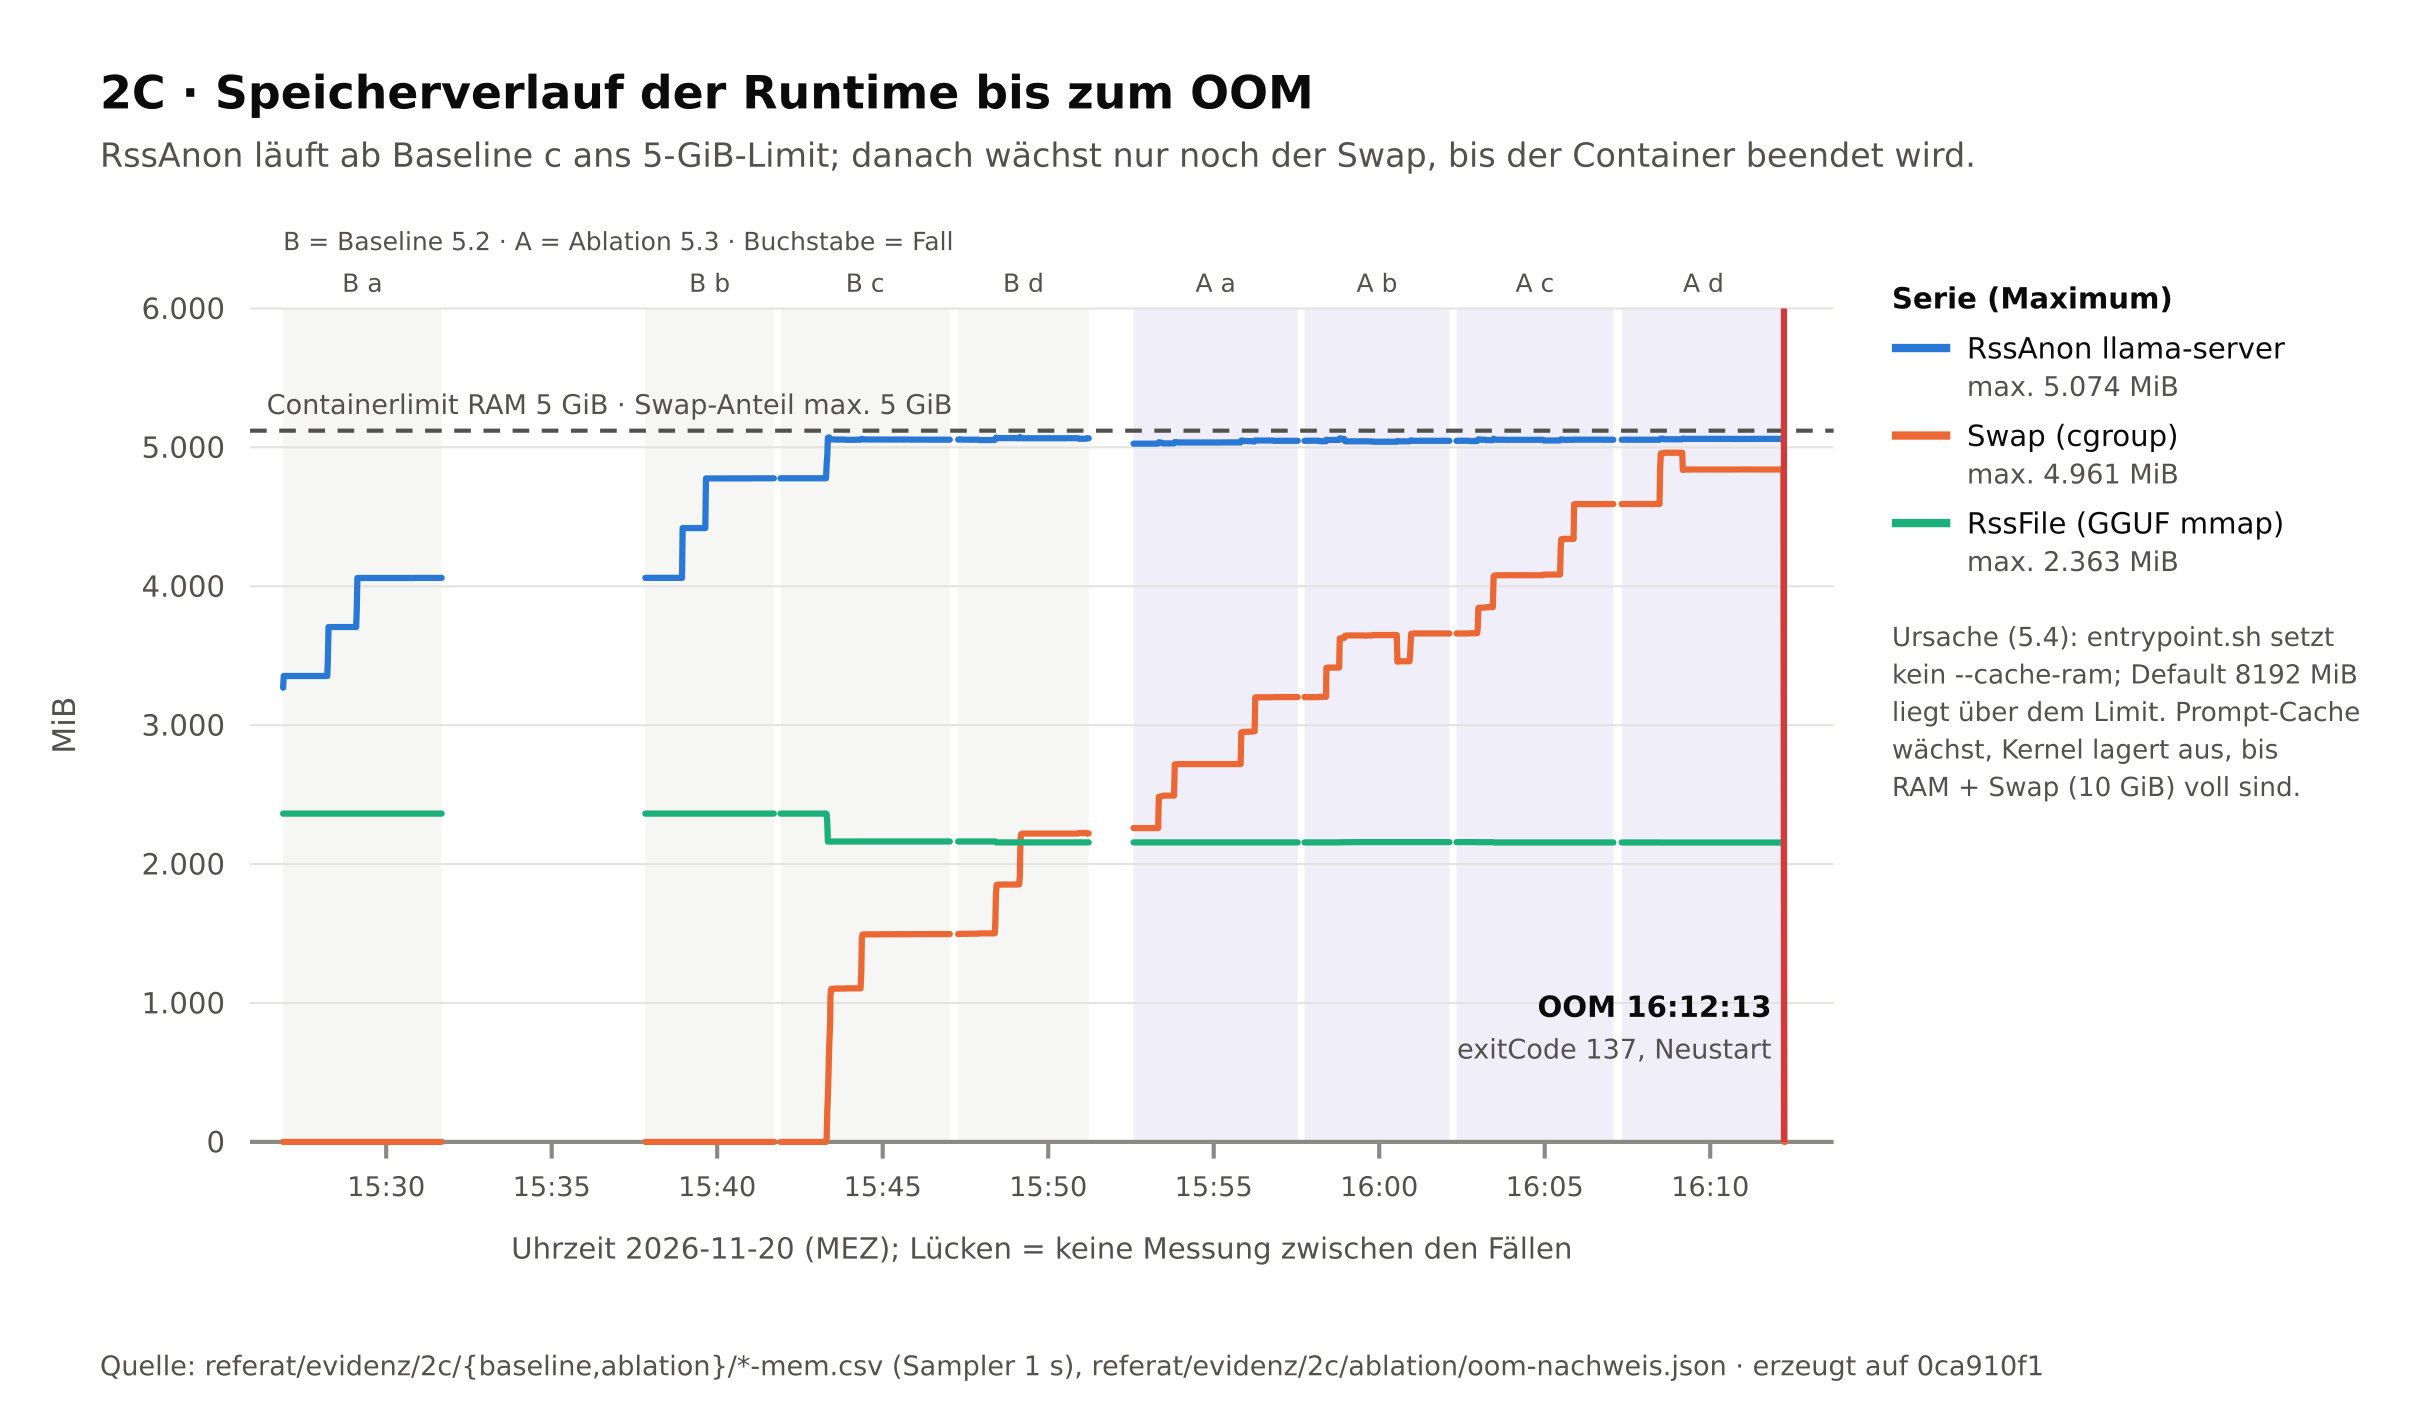 2C · Speicherverlauf der Runtime bis zum OOM
RssAnon läuft ab Baseline c ans 5-GiB-Limit; danach wächst nur noch der Swap, bis der Container beendet wird.
B = Baseline 5.2 · A = Ablation 5.3 · Buchstabe = Fall
B a
B b
B c
B d
A a
A b
A c
A d
6.000
5.000
4.000
3.000
2.000
1.000
0
MiB
Containerlimit RAM 5 GiB · Swap-Anteil max. 5 GiB
OOM 16:12:13
exitCode 137, Neustart
15:30
15:35
15:40
15:45
15:50
15:55
16:00
16:05
16:10
Uhrzeit 2026-11-20 (MEZ); Lücken = keine Messung zwischen den Fällen
Serie (Maximum)
RssAnon llama-server
max. 5.074 MiB
Swap (cgroup)
max. 4.961 MiB
RssFile (GGUF mmap)
max. 2.363 MiB
Ursache (5.4): entrypoint.sh setzt
kein --cache-ram; Default 8192 MiB
liegt über dem Limit. Prompt-Cache
wächst, Kernel lagert aus, bis
RAM + Swap (10 GiB) voll sind.
Quelle: referat/evidenz/2c/{baseline,ablation}/*-mem.csv (Sampler 1 s), referat/evidenz/2c/ablation/oom-nachweis.json · erzeugt auf 0ca910f1